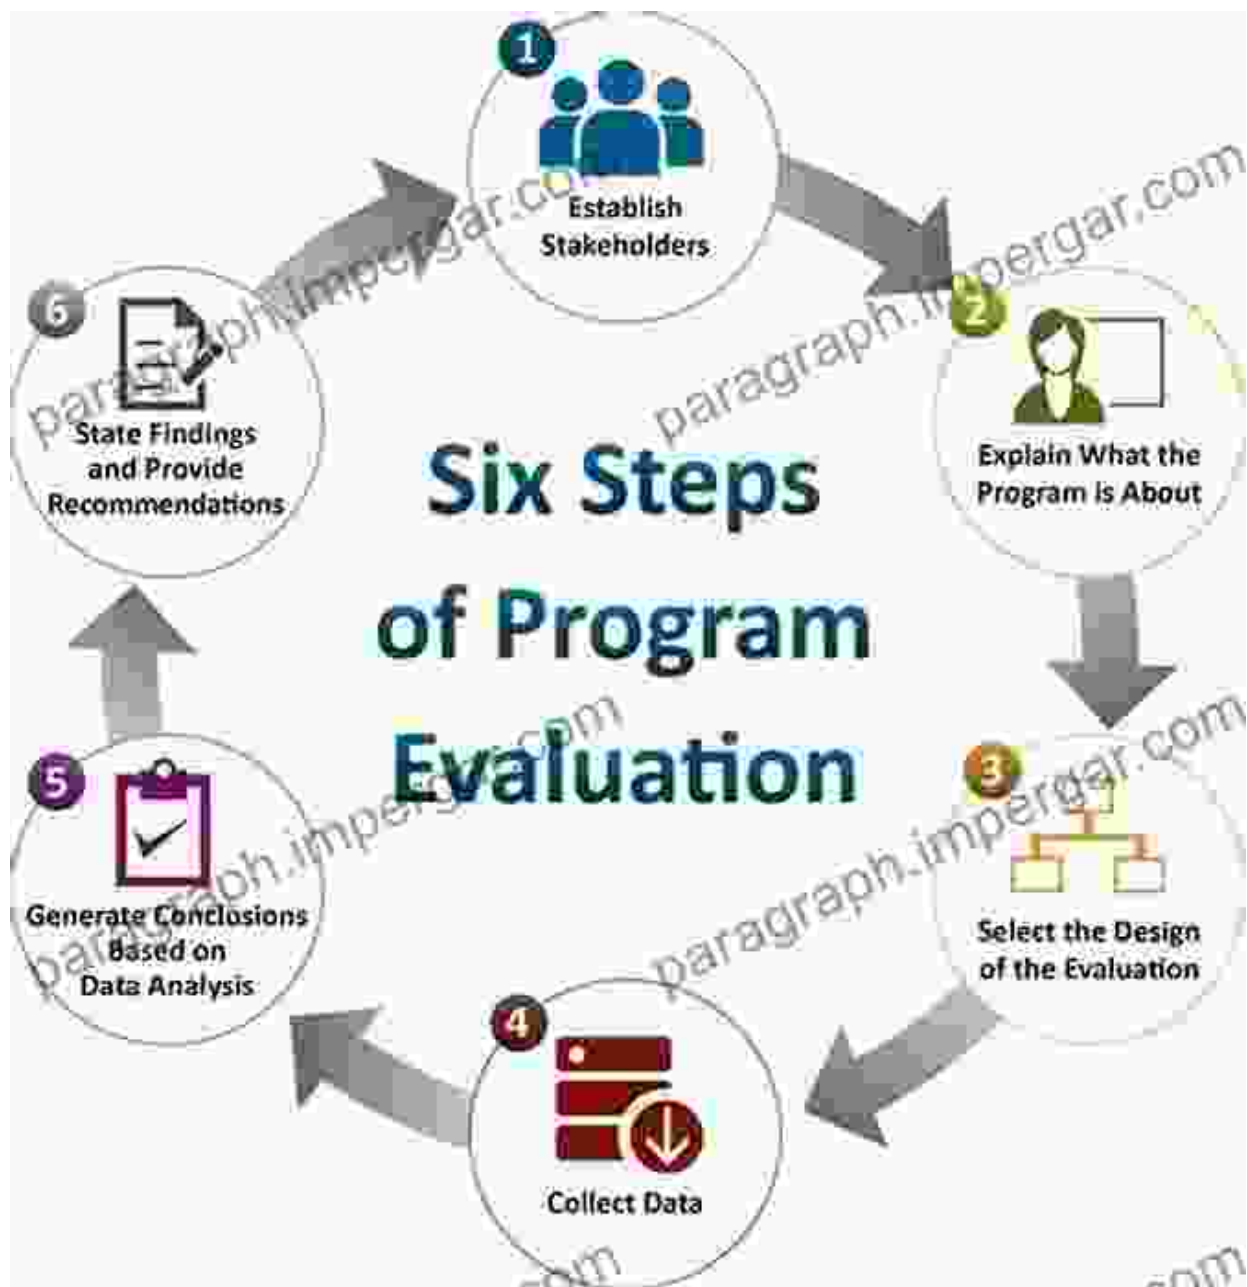 Six Steps
of Program
Evaluation
1
Establish
Stakeholders
2
Explain What the
Program is About
3
Select the Design
of the Evaluation
4
Collect Data
5
Generate Conclusions
Based on
Data Analysis
6
State Findings
and Provide
Recommendations
paragraph.impergar.com
paragraph.impergar.com
paragraph.impergar.com
paragraph.impergar.com
.com
.com